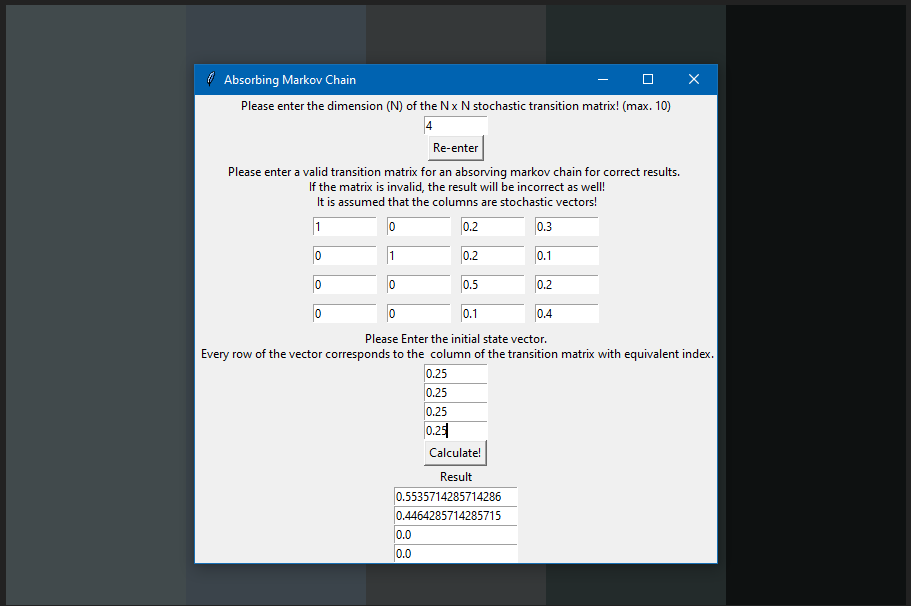 Absorbing Markov Chain
Please enter the dimension (N) of the N x N stochastic transition matrix! (max. 10)
4
Re-enter
Please enter a valid transition matrix for an absorving markov chain for correct results.
If the matrix is invalid, the result will be incorrect as well!
It is assumed that the columns are stochastic vectors!
1 0 0.2 0.3
0 1 0.2 0.1
0 0 0.5 0.2
0 0 0.1 0.4
Please Enter the initial state vector.
Every row of the vector corresponds to the  column of the transition matrix with equivalent index.
0.25
0.25
0.25
0.25
Calculate!
Result
0.5535714285714286
0.4464285714285715
0.0
0.0